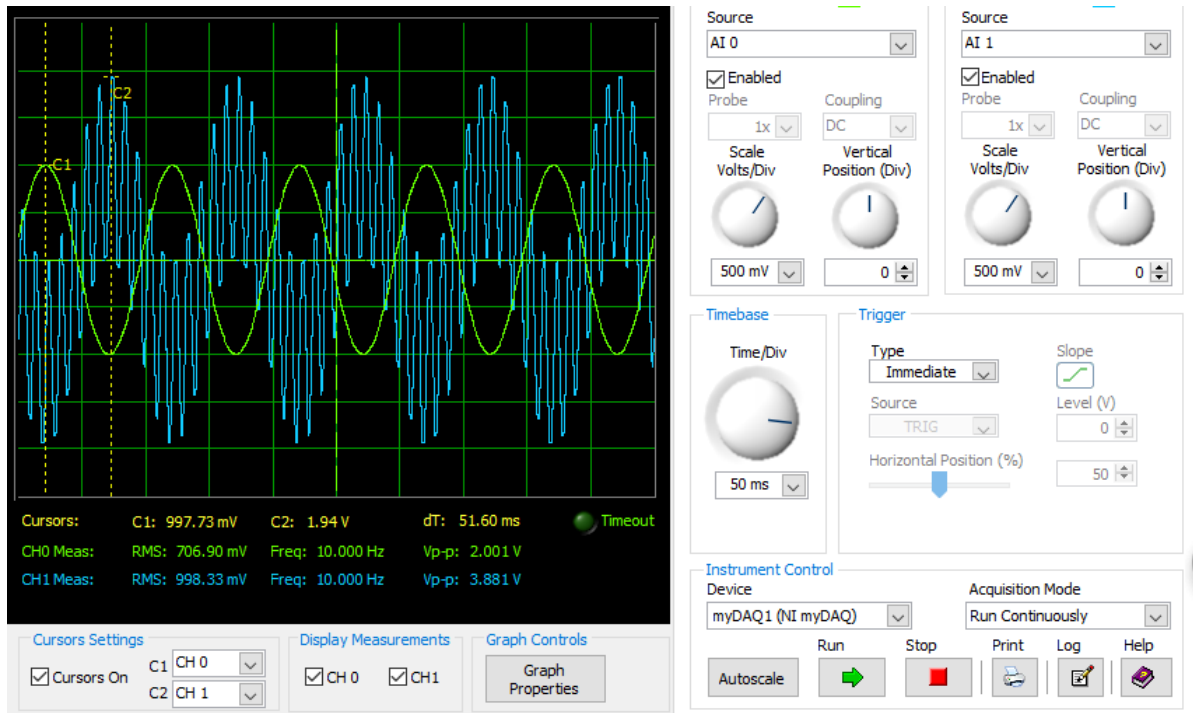 C1
C2
Cursors: C1: 997.73 mV C2: 1.94 V dT: 51.60 ms Timeout
CH0 Meas: RMS: 706.90 mV Freq: 10.000 Hz Vp-p: 2.001 V
CH1 Meas: RMS: 998.33 mV Freq: 10.000 Hz Vp-p: 3.881 V
Cursors Settings
Cursors On
C1 CH 0
C2 CH 1
Display Measurements
CH 0 CH1
Graph Controls
Graph
Properties
Source
AI 0
Enabled
Probe Coupling
1x DC
Scale
Volts/Div
Vertical
Position (Div)
500 mV 0
Source
AI 1
Enabled
Probe Coupling
1x DC
Scale
Volts/Div
Vertical
Position (Div)
500 mV 0
Timebase
Time/Div
50 ms
Trigger
Type Slope
Immediate
Source Level (V)
TRIG 0
Horizontal Position (%)
50
Instrument Control
Device Acquisition Mode
myDAQ1 (NI myDAQ) Run Continuously
Run Stop Print Log Help
Autoscale